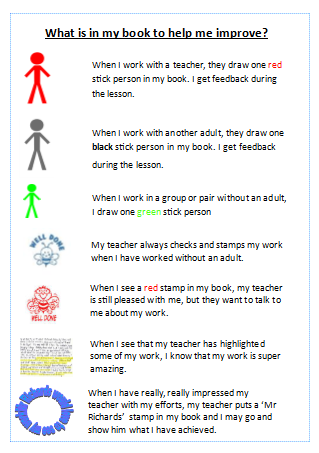 What is in my book to help me improve?
When I work with a teacher, they draw one red
stick person in my book. I get feedback during
the lesson.
When I work with another adult, they draw one
black stick person in my book. I get feedback
during the lesson.
When I work in a group or pair without an adult,
I draw one green stick person
WELL DONE
My teacher always checks and stamps my work
when I have worked without an adult.
When I see a red stamp in my book, my teacher
is still pleased with me, but they want to talk to
me about my work.
WELL DONE
When I see that my teacher has highlighted
some of my work, I know that my work is super
amazing.
When I have really, really impressed my
teacher with my efforts, my teacher puts a ‘Mr
Richards’ stamp in my book and I may go and
show him what I have achieved.